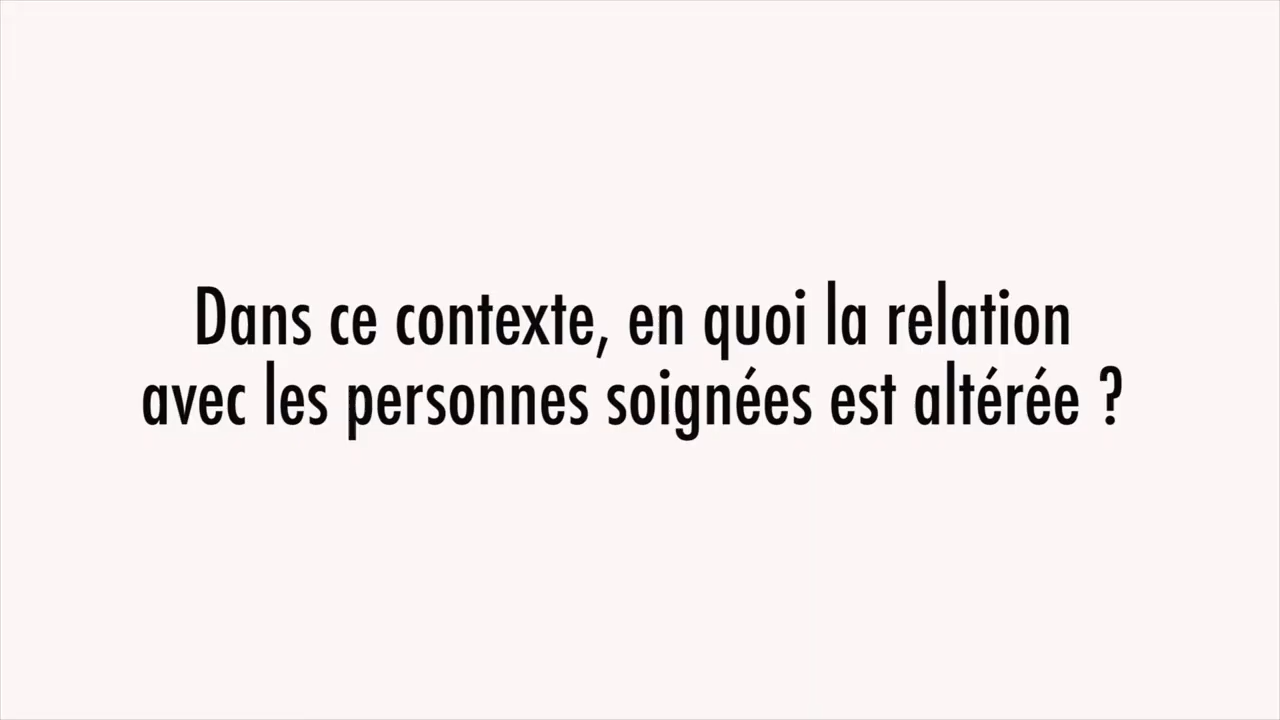 Dans ce contexte, en quoi la relation
avec les personnes soignées est altérée ?